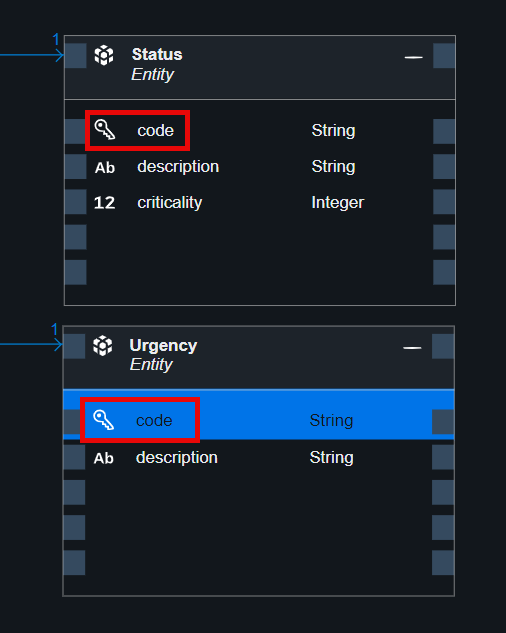 1
Status
Entity
code String
Ab description String
12 criticality Integer
1
Urgency
Entity
code String
Ab description String